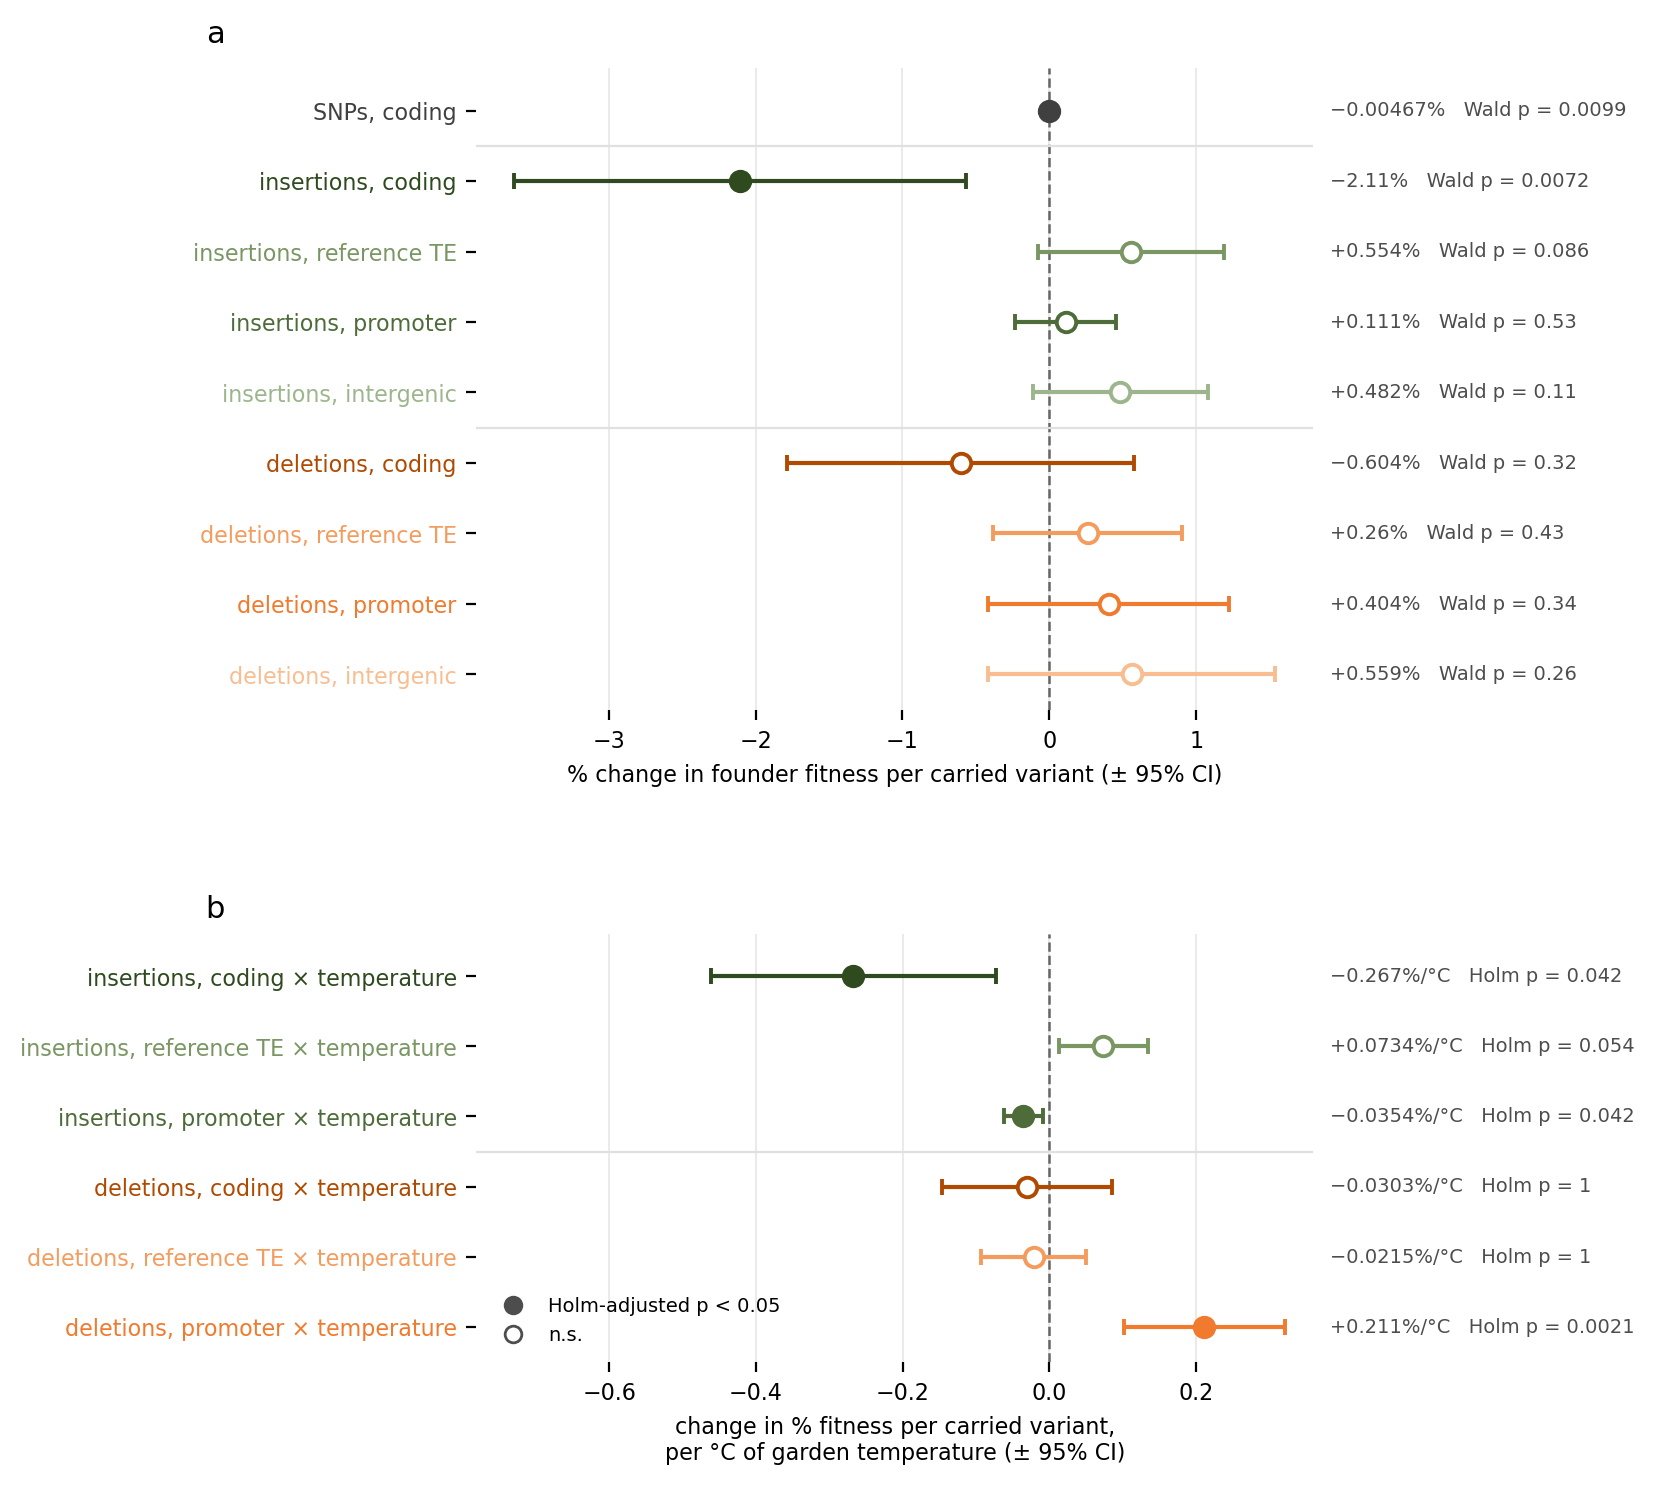 a
SNPs, coding
−0.00467% Wald p = 0.0099
insertions, coding
−2.11% Wald p = 0.0072
insertions, reference TE
+0.554% Wald p = 0.086
insertions, promoter
+0.111% Wald p = 0.53
insertions, intergenic
+0.482% Wald p = 0.11
deletions, coding
−0.604% Wald p = 0.32
deletions, reference TE
+0.26% Wald p = 0.43
deletions, promoter
+0.404% Wald p = 0.34
deletions, intergenic
+0.559% Wald p = 0.26
−3 −2 −1 0 1
% change in founder fitness per carried variant (± 95% CI)
b
insertions, coding × temperature
−0.267%/°C Holm p = 0.042
insertions, reference TE × temperature
+0.0734%/°C Holm p = 0.054
insertions, promoter × temperature
−0.0354%/°C Holm p = 0.042
deletions, coding × temperature
−0.0303%/°C Holm p = 1
deletions, reference TE × temperature
−0.0215%/°C Holm p = 1
Holm-adjusted p < 0.05
n.s.
deletions, promoter × temperature
+0.211%/°C Holm p = 0.0021
−0.6 −0.4 −0.2 0.0 0.2
change in % fitness per carried variant,
per °C of garden temperature (± 95% CI)